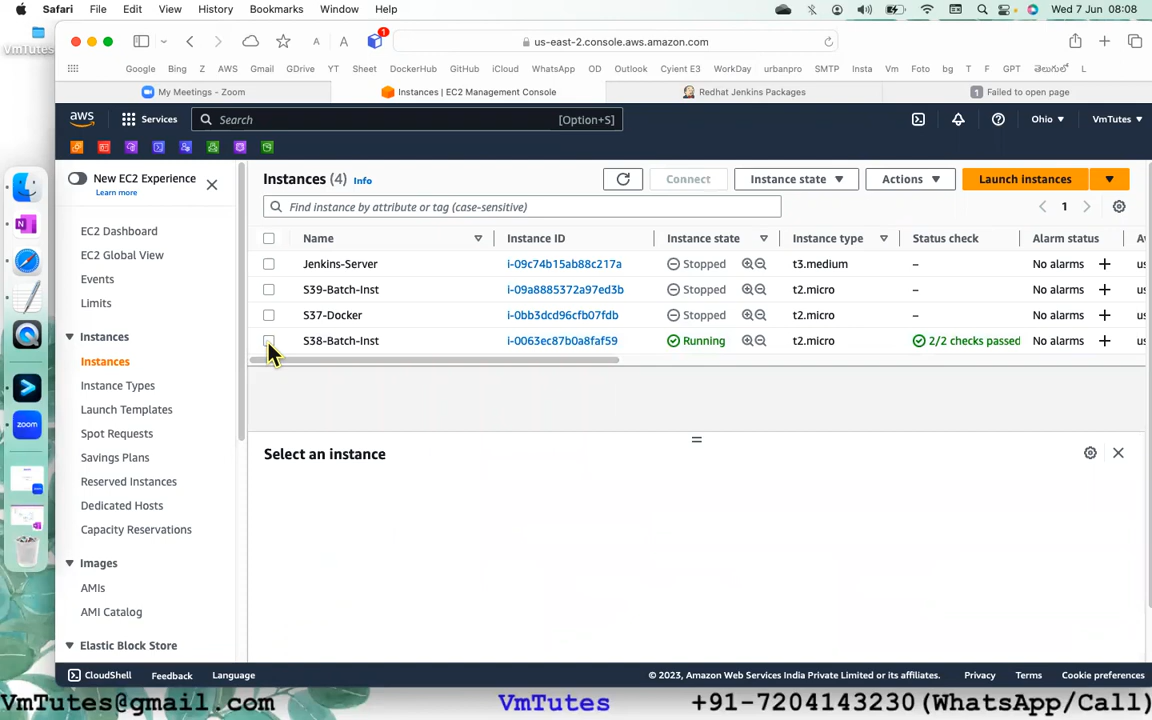 Safari File Edit View History Bookmarks Window Help Wed 7 Jun 08:08
VmTutes
A A 1 us-east-2.console.aws.amazon.com
Google Bing Z AWS Gmail GDrive YT Sheet DockerHub GitHub iCloud WhatsApp OD Outlook Cyient E3 WorkDay urbanpro SMTP Insta Vm Foto bg T F GPT తెలుగో L
My Meetings - Zoom Instances | EC2 Management Console Redhat Jenkins Packages 1 Failed to open page
aws Services Search [Option+S] Ohio VmTutes
New EC2 Experience
Learn more
EC2 Dashboard
EC2 Global View
Events
Limits
Instances
Instances
Instance Types
Launch Templates
Spot Requests
Savings Plans
Reserved Instances
Dedicated Hosts
Capacity Reservations
Images
AMIs
AMI Catalog
Elastic Block Store
Instances (4) Info Connect Instance state Actions Launch instances
Find instance by attribute or tag (case-sensitive) 1
Name Instance ID Instance state Instance type Status check Alarm status Av
Jenkins-Server i-09c74b15ab88c217a Stopped t3.medium – No alarms + us
S39-Batch-Inst i-09a8885372a97ed3b Stopped t2.micro – No alarms + us
S37-Docker i-0bb3dcd96cfb07fdb Stopped t2.micro – No alarms + us
S38-Batch-Inst i-0063ec87b0a8faf59 Running t2.micro 2/2 checks passed No alarms + us
Select an instance
zoom
CloudShell Feedback Language © 2023, Amazon Web Services India Private Limited or its affiliates. Privacy Terms Cookie preferences
VmTutes@gmail.com VmTutes +91-7204143230(WhatsApp/Call)